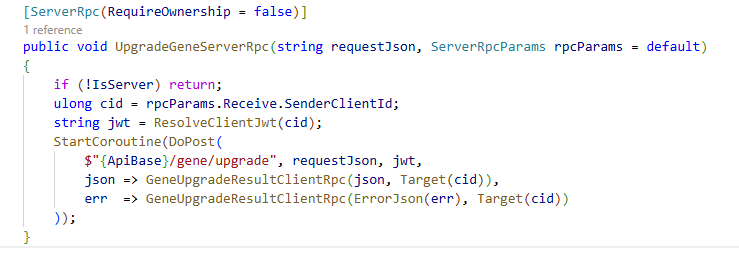 [ServerRpc(RequireOwnership = false)]
1 reference
public void UpgradeGeneServerRpc(string requestJson, ServerRpcParams rpcParams = default)
{
    if (!IsServer) return;
    ulong cid = rpcParams.Receive.SenderClientId;
    string jwt = ResolveClientJwt(cid);
    StartCoroutine(DoPost(
        $"{ApiBase}/gene/upgrade", requestJson, jwt,
        json => GeneUpgradeResultClientRpc(json, Target(cid)),
        err  => GeneUpgradeResultClientRpc(ErrorJson(err), Target(cid))
    ));
}